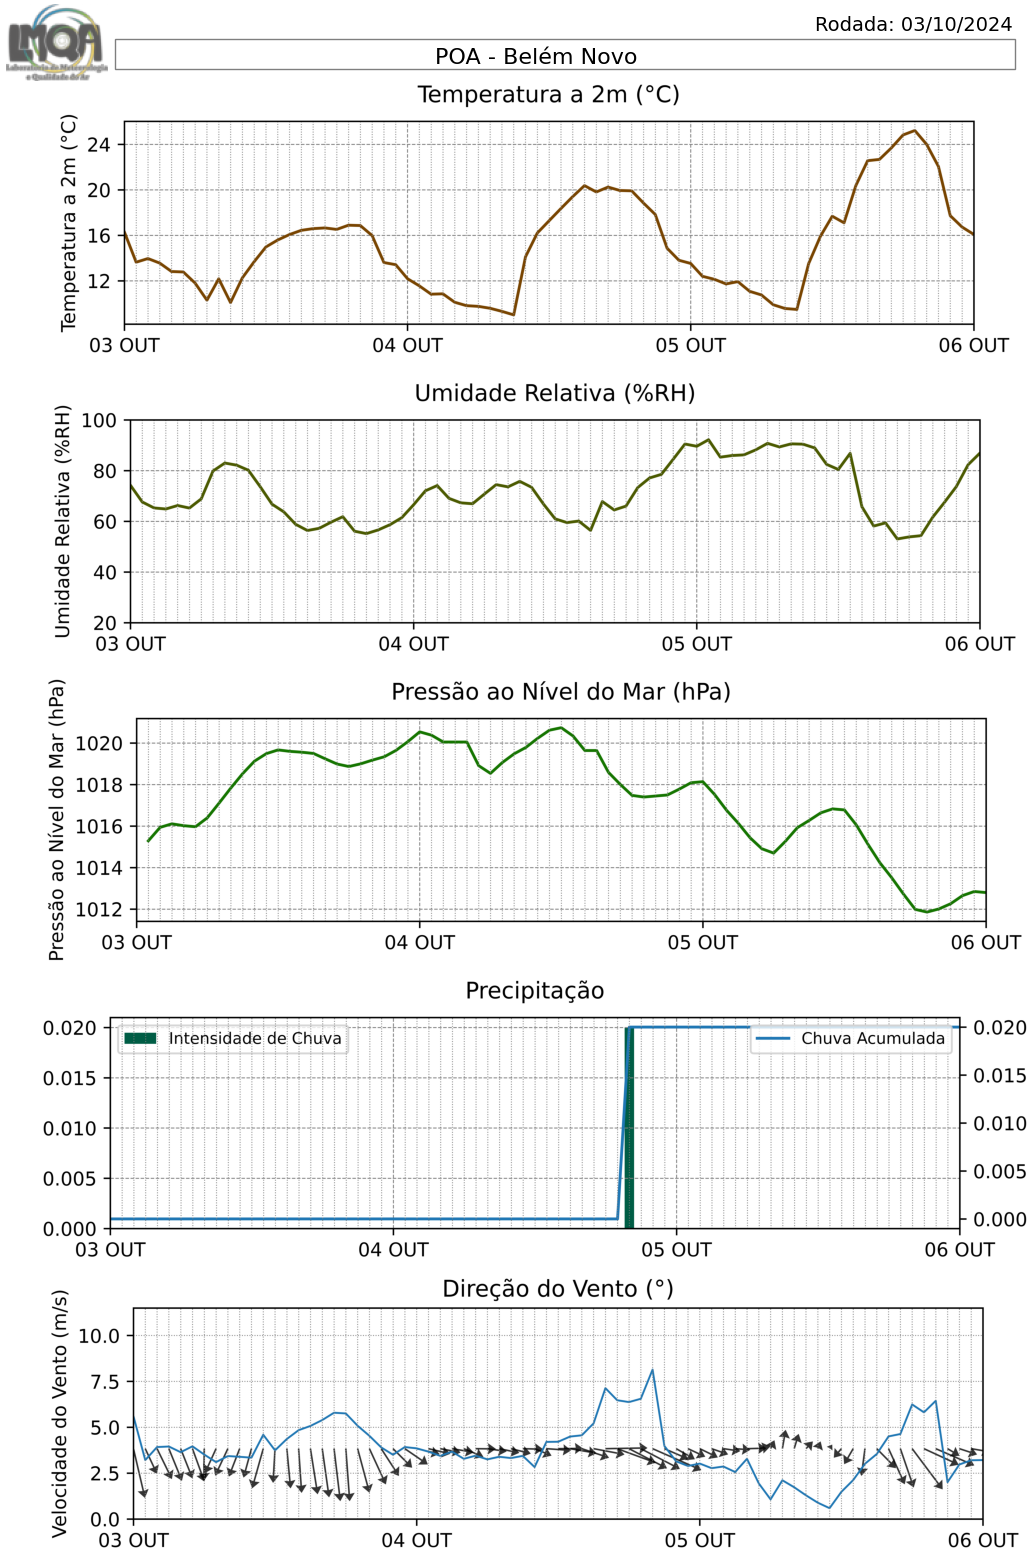 Rodada: 03/10/2024
LMQA
Laboratório de Meteorologia
e Qualidade do Ar
POA - Belém Novo
Temperatura a 2m (°C)
Temperatura a 2m (°C)
24
20
16
12
03 OUT 04 OUT 05 OUT 06 OUT
Umidade Relativa (%RH)
Umidade Relativa (%RH)
100
80
60
40
20
03 OUT 04 OUT 05 OUT 06 OUT
Pressão ao Nível do Mar (hPa)
Pressão ao Nível do Mar (hPa)
1020
1018
1016
1014
1012
03 OUT 04 OUT 05 OUT 06 OUT
Precipitação
0.020 Intensidade de Chuva Chuva Acumulada 0.020
0.015 0.015
0.010 0.010
0.005 0.005
0.000 0.000
03 OUT 04 OUT 05 OUT 06 OUT
Direção do Vento (°)
Velocidade do Vento (m/s)
10.0
7.5
5.0
2.5
0.0
03 OUT 04 OUT 05 OUT 06 OUT